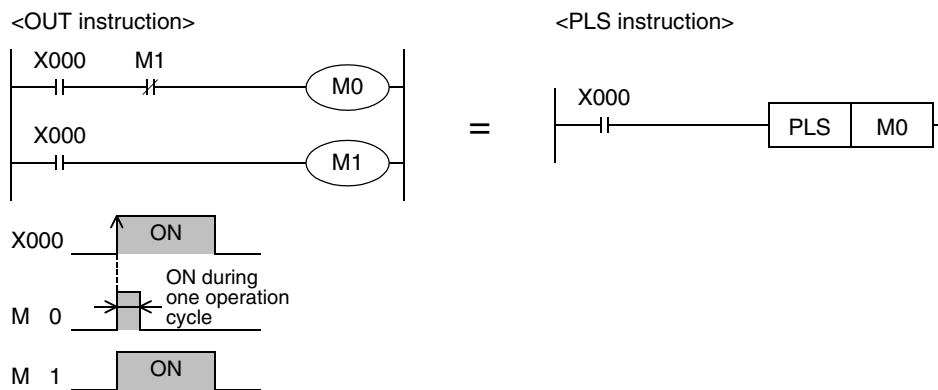 <OUT instruction>
X000 M1
M0
X000
M1
=
<PLS instruction>
X000
PLS M0
X000 ON
ON during
one operation
cycle
M 0
M 1 ON